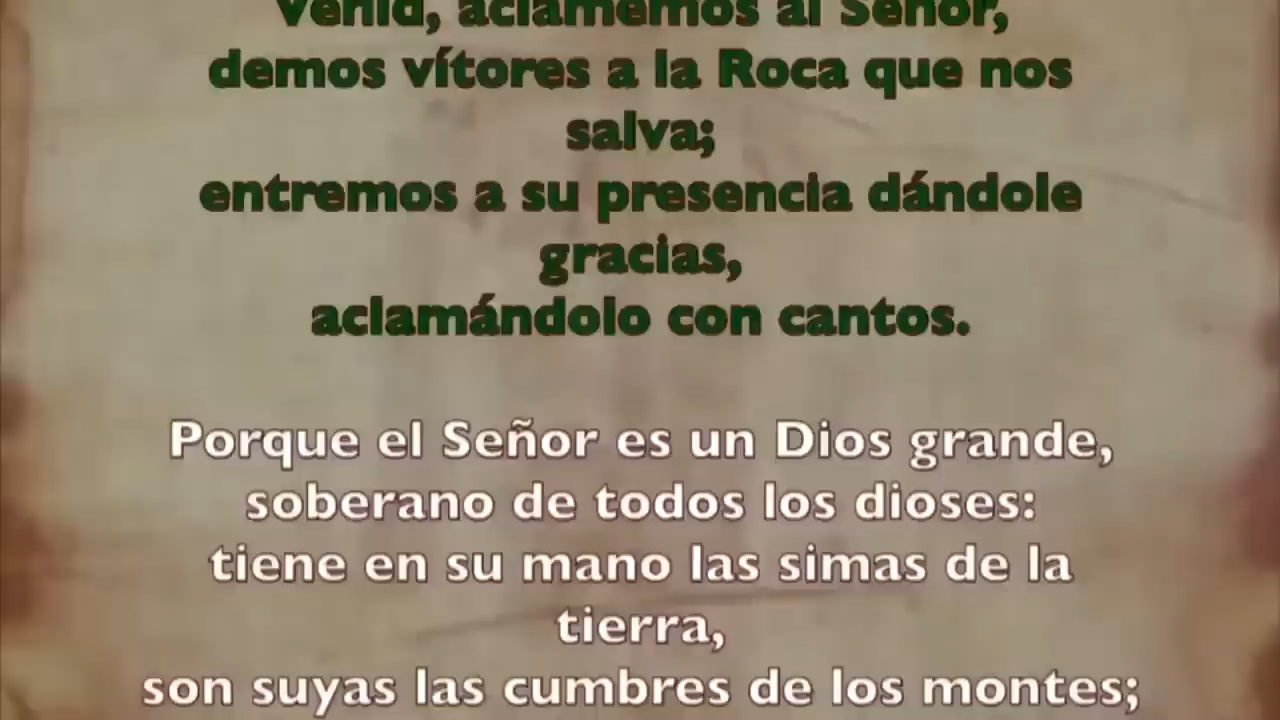 Venid, aclamemos al Señor,
demos vítores a la Roca que nos
salva;
entremos a su presencia dándole
gracias,
aclamándolo con cantos.
Porque el Señor es un Dios grande,
soberano de todos los dioses:
tiene en su mano las simas de la
tierra,
son suyas las cumbres de los montes;